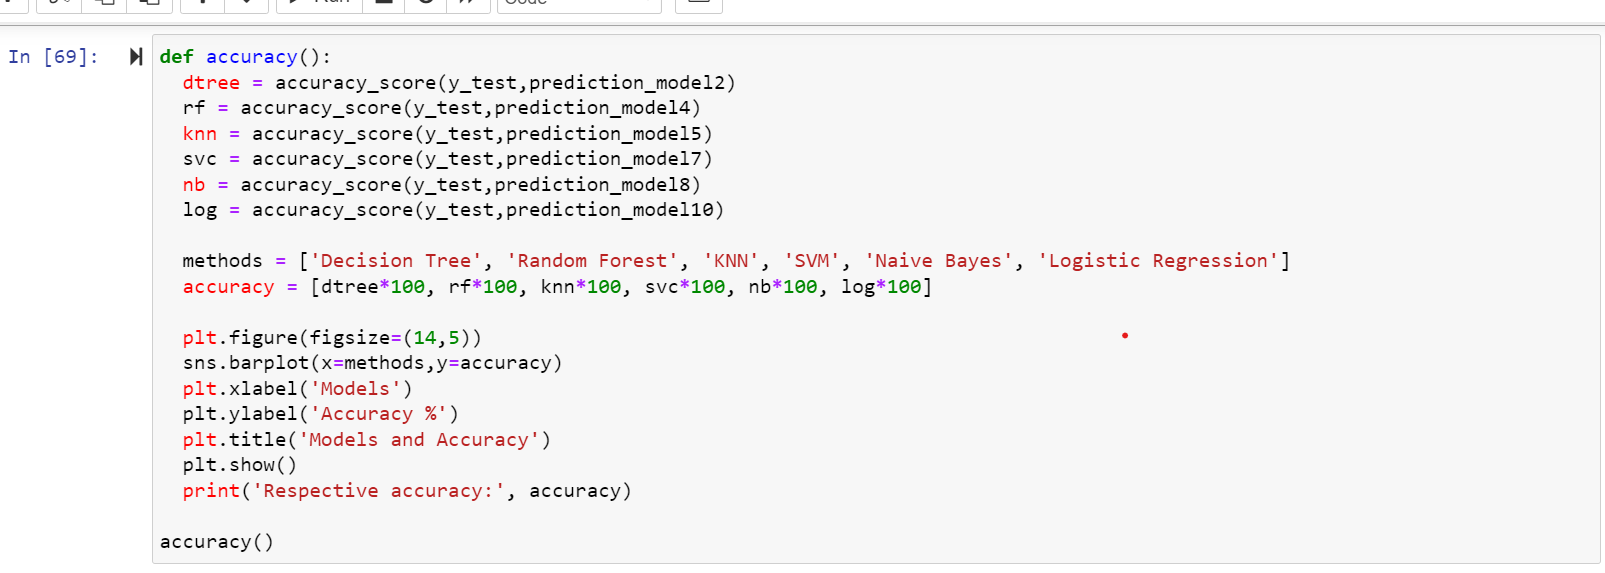 In [69]:
def accuracy():
  dtree = accuracy_score(y_test,prediction_model2)
  rf = accuracy_score(y_test,prediction_model4)
  knn = accuracy_score(y_test,prediction_model5)
  svc = accuracy_score(y_test,prediction_model7)
  nb = accuracy_score(y_test,prediction_model8)
  log = accuracy_score(y_test,prediction_model10)
  methods = ['Decision Tree', 'Random Forest', 'KNN', 'SVM', 'Naive Bayes', 'Logistic Regression']
  accuracy = [dtree*100, rf*100, knn*100, svc*100, nb*100, log*100]
  plt.figure(figsize=(14,5))
  sns.barplot(x=methods,y=accuracy)
  plt.xlabel('Models')
  plt.ylabel('Accuracy %')
  plt.title('Models and Accuracy')
  plt.show()
  print('Respective accuracy:', accuracy)
accuracy()